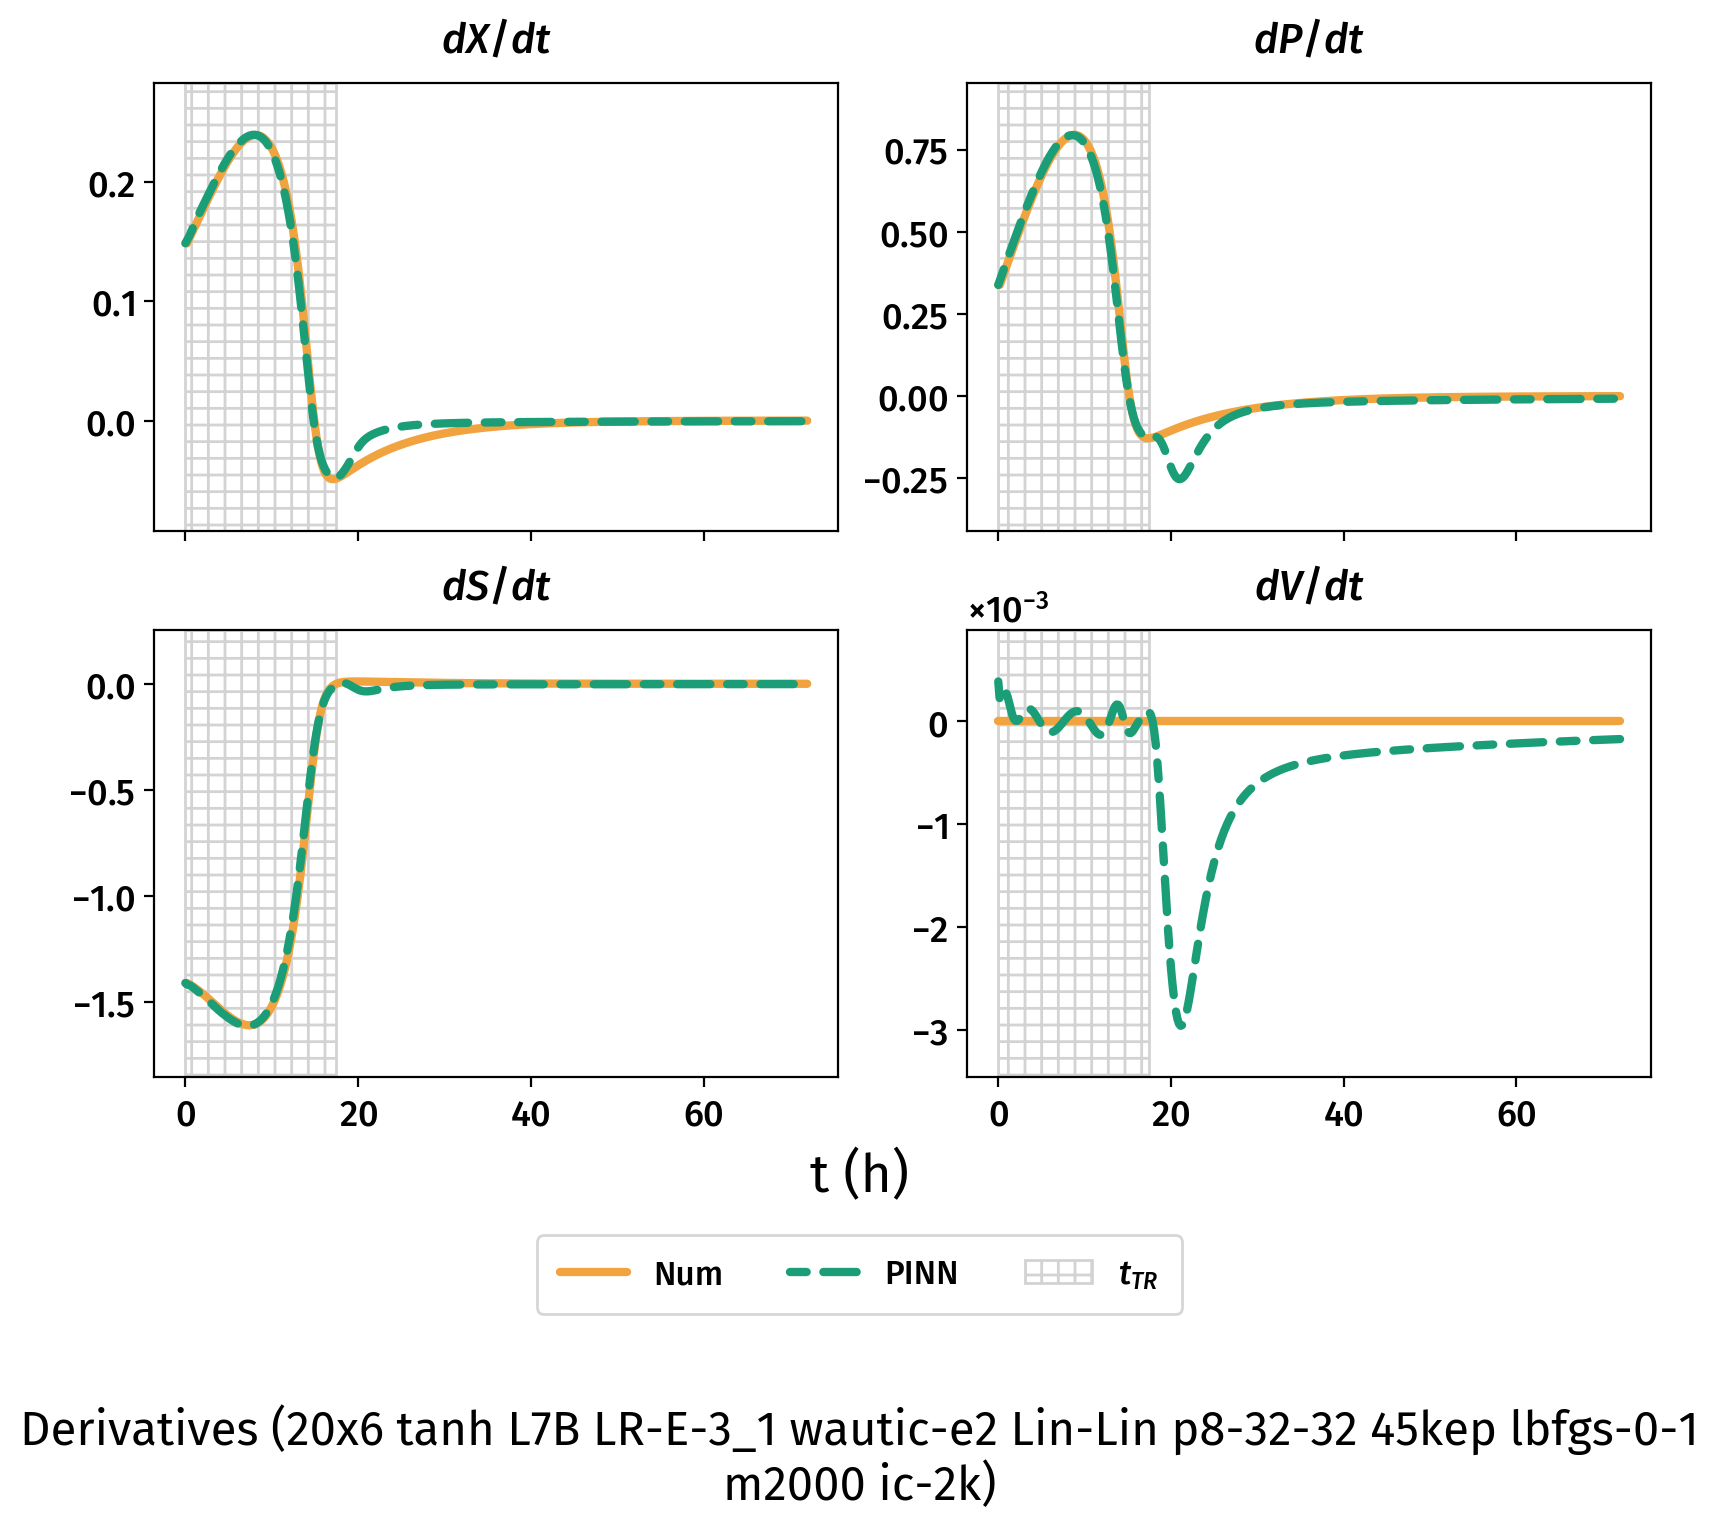 dX/dt
dP/dt
0.2
0.1
0.0
0.75
0.50
0.25
0.00
−0.25
dS/dt
dV/dt
×10⁻³
0.0
−0.5
−1.0
−1.5
0
−1
−2
−3
0 20 40 60
0 20 40 60
t (h)
Num PINN t_TR
Derivatives (20x6 tanh L7B LR-E-3_1 wautic-e2 Lin-Lin p8-32-32 45kep lbfgs-0-1
m2000 ic-2k)